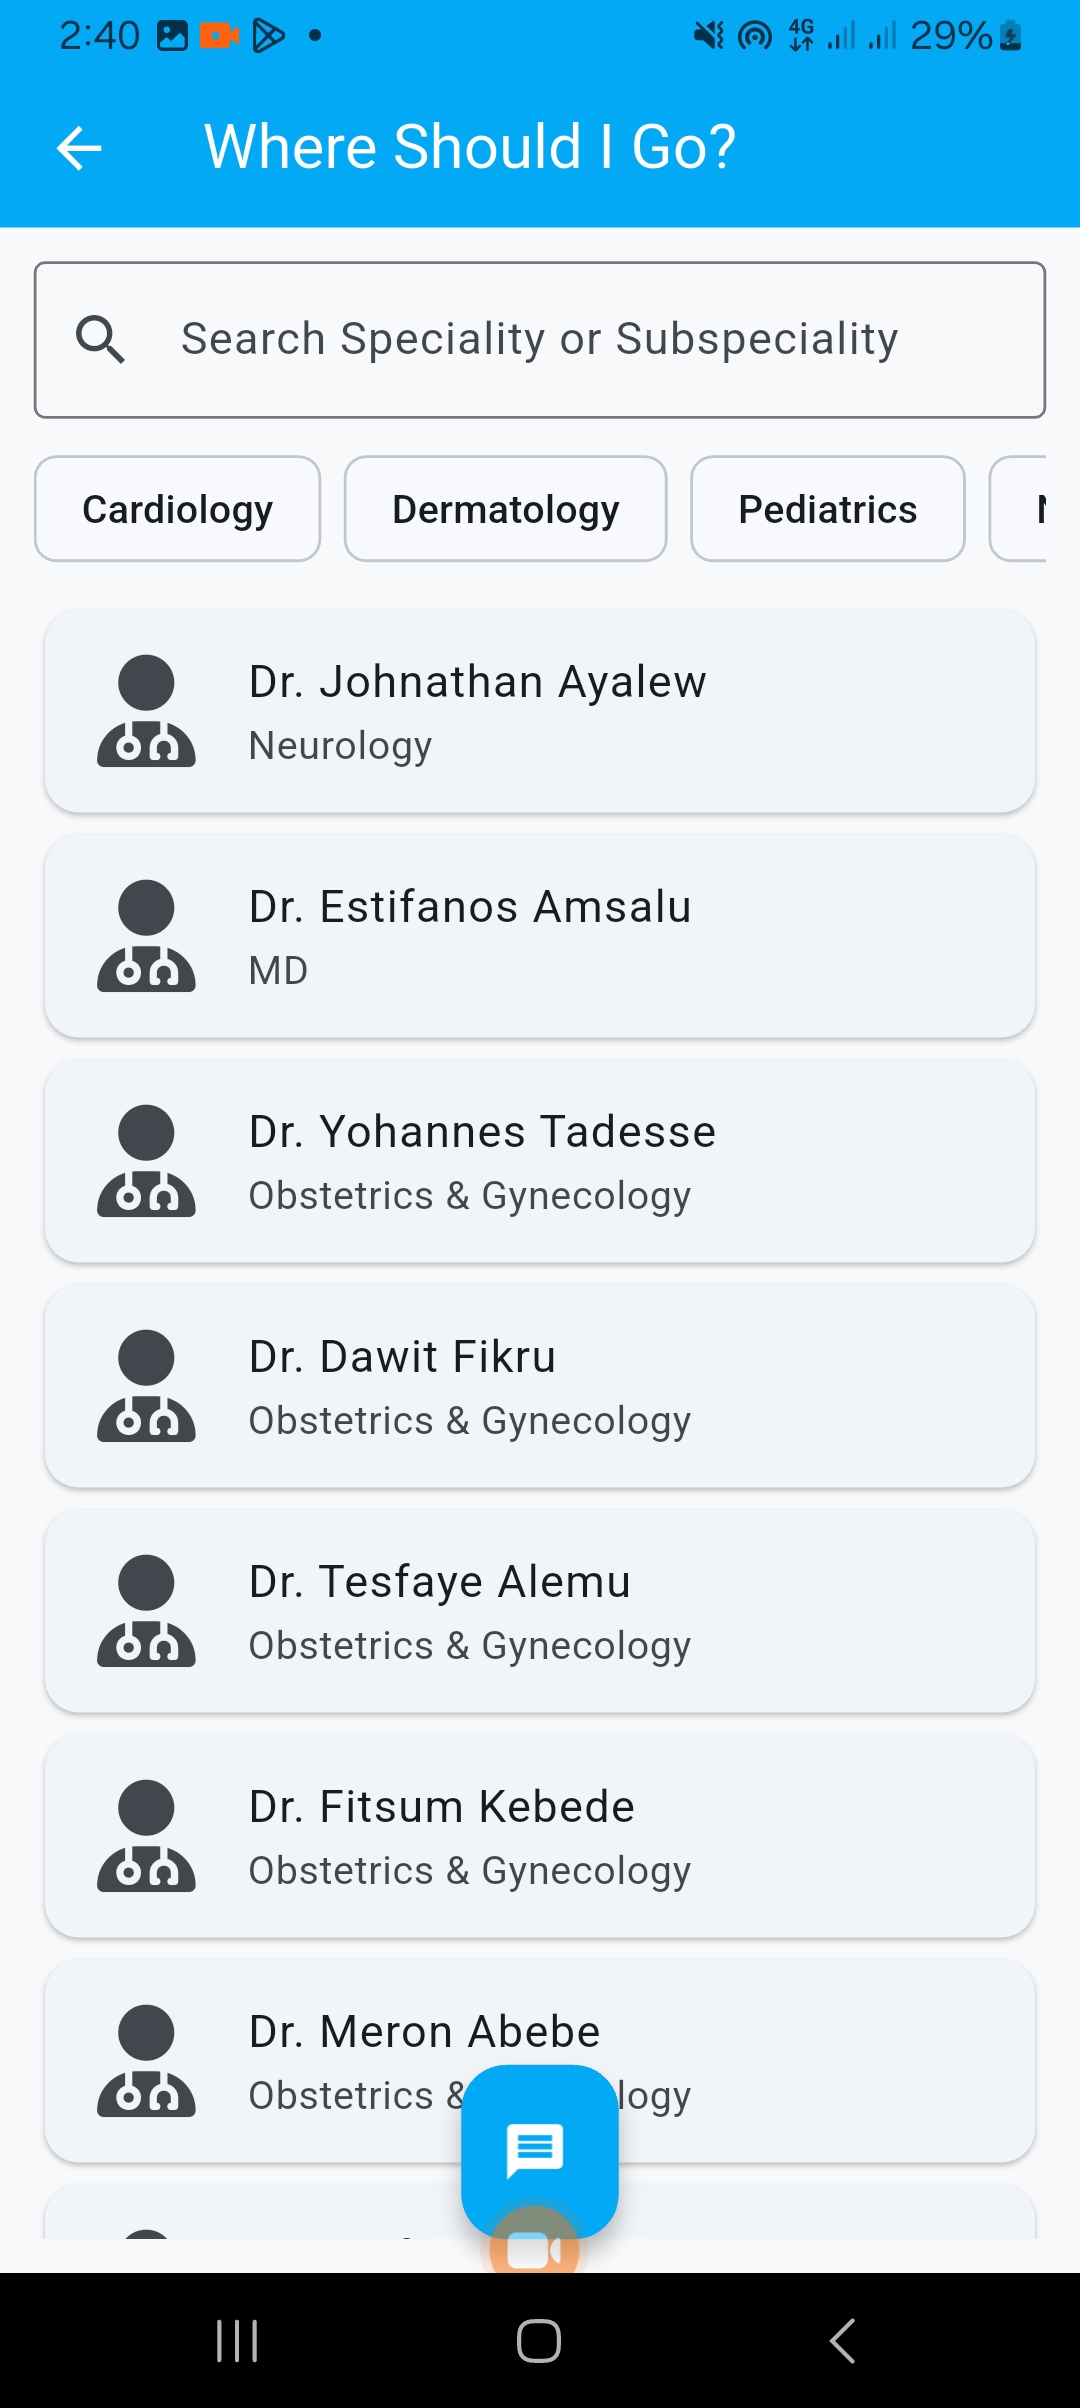 2:40
4G
29%
Where Should I Go?
Search Speciality or Subspeciality
Cardiology Dermatology Pediatrics
Dr. Johnathan Ayalew
Neurology
Dr. Estifanos Amsalu
MD
Dr. Yohannes Tadesse
Obstetrics & Gynecology
Dr. Dawit Fikru
Obstetrics & Gynecology
Dr. Tesfaye Alemu
Obstetrics & Gynecology
Dr. Fitsum Kebede
Obstetrics & Gynecology
Dr. Meron Abebe
Obstetrics & logy